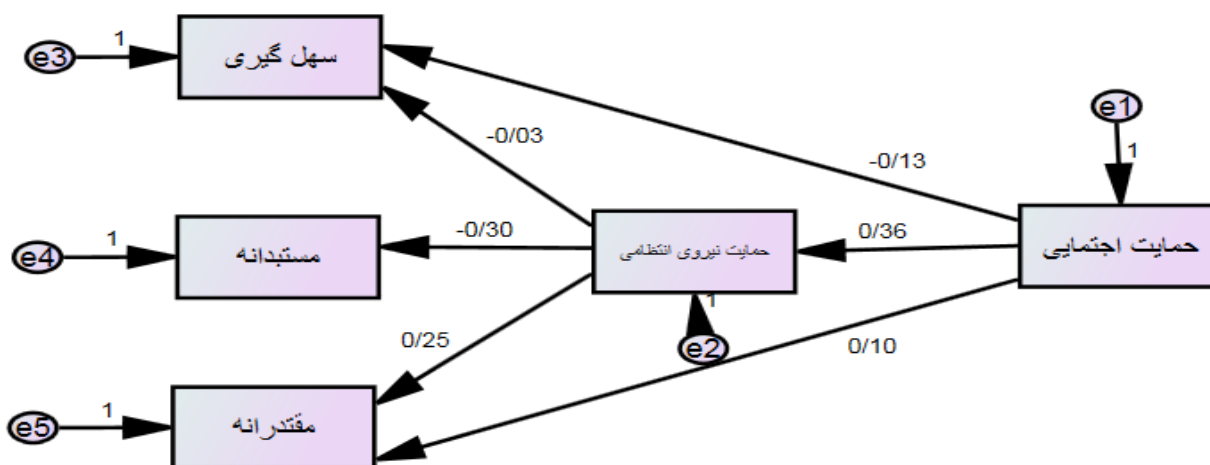 سهل گیری
e3
1
-0/03
-0/13
e1
1
مستبدانه
e4
1
-0/30
حمایت نیروی انتظامی
0/36
حمایت اجتمایی
1
e2
0/25
0/10
مقتدرانه
e5
1